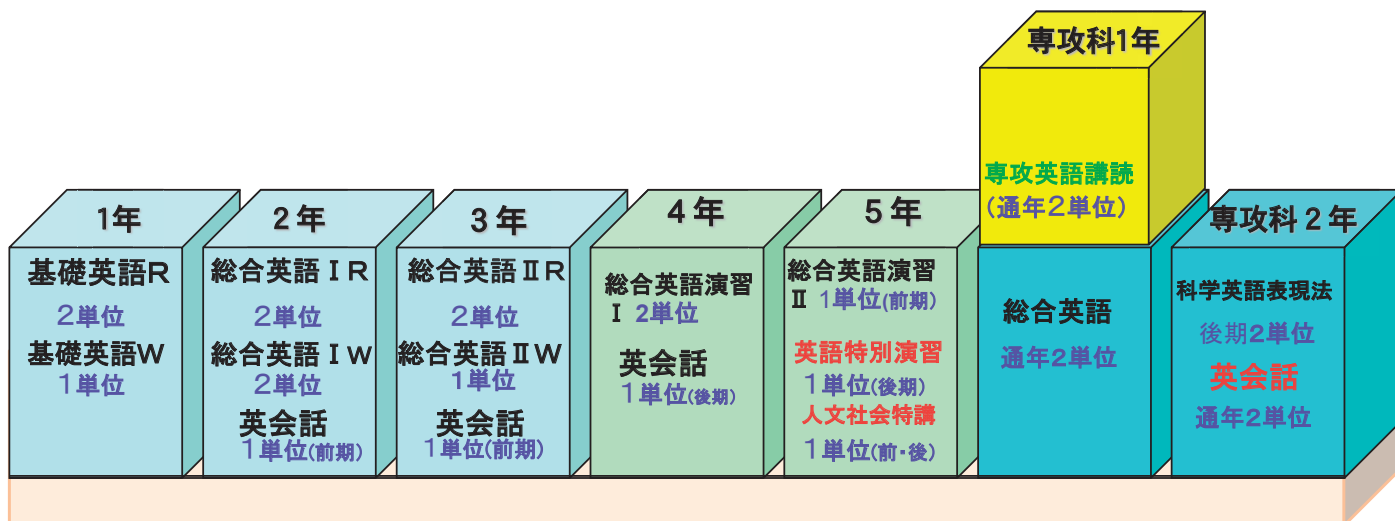 1年
基礎英語R
2単位
基礎英語W
1単位
2年
総合英語ⅠR
2単位
総合英語ⅠW
2単位
英会話
1単位(前期)
3年
総合英語ⅡR
2単位
総合英語ⅡW
1単位
英会話
1単位(前期)
4年
総合英語演習
Ⅰ 2単位
英会話
1単位(後期)
5年
総合英語演習
Ⅱ 1単位(前期)
英語特別演習
1単位(後期)
人文社会特講
1単位(前・後)
専攻科1年
専攻英語講読
(通年2単位)
総合英語
通年2単位
専攻科2年
科学英語表現法
後期2単位
英会話
通年2単位